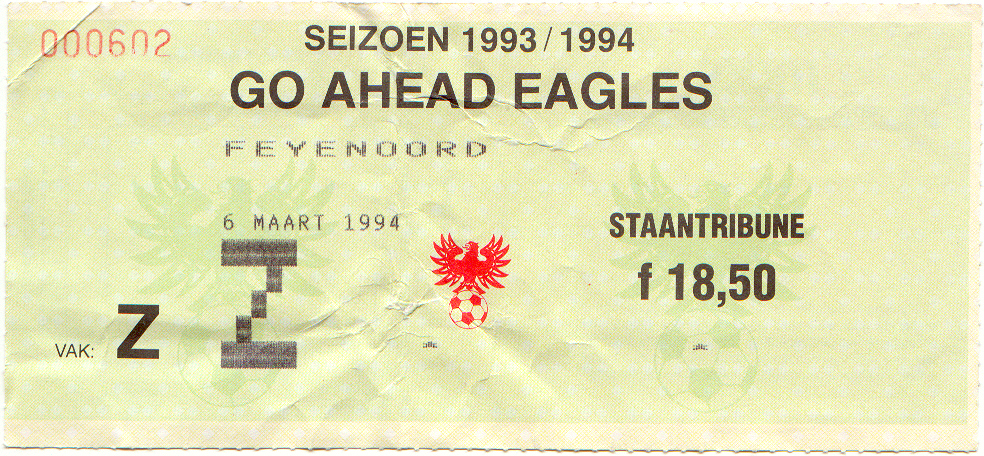 000602
SEIZOEN 1993/1994
GO AHEAD EAGLES
FEYENOORD
6 MAART 1994
STAANTRIBUNE
f 18,50
VAK: Z Z